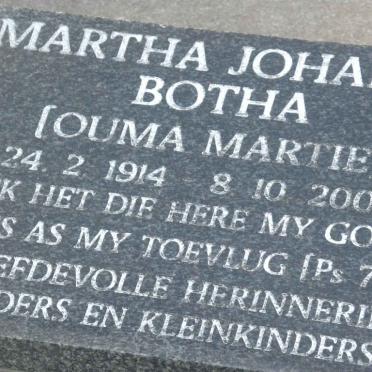 MARTHA JOHA
BOTHA
[OUMA MARTIE
24. 2. 1914 8. 10. 200
K HET DIE HERE MY GO
S AS MY TOEVLUG [Ps 7
EFDEVOLLE HERINNERI
DERS EN KLEINKINDERS